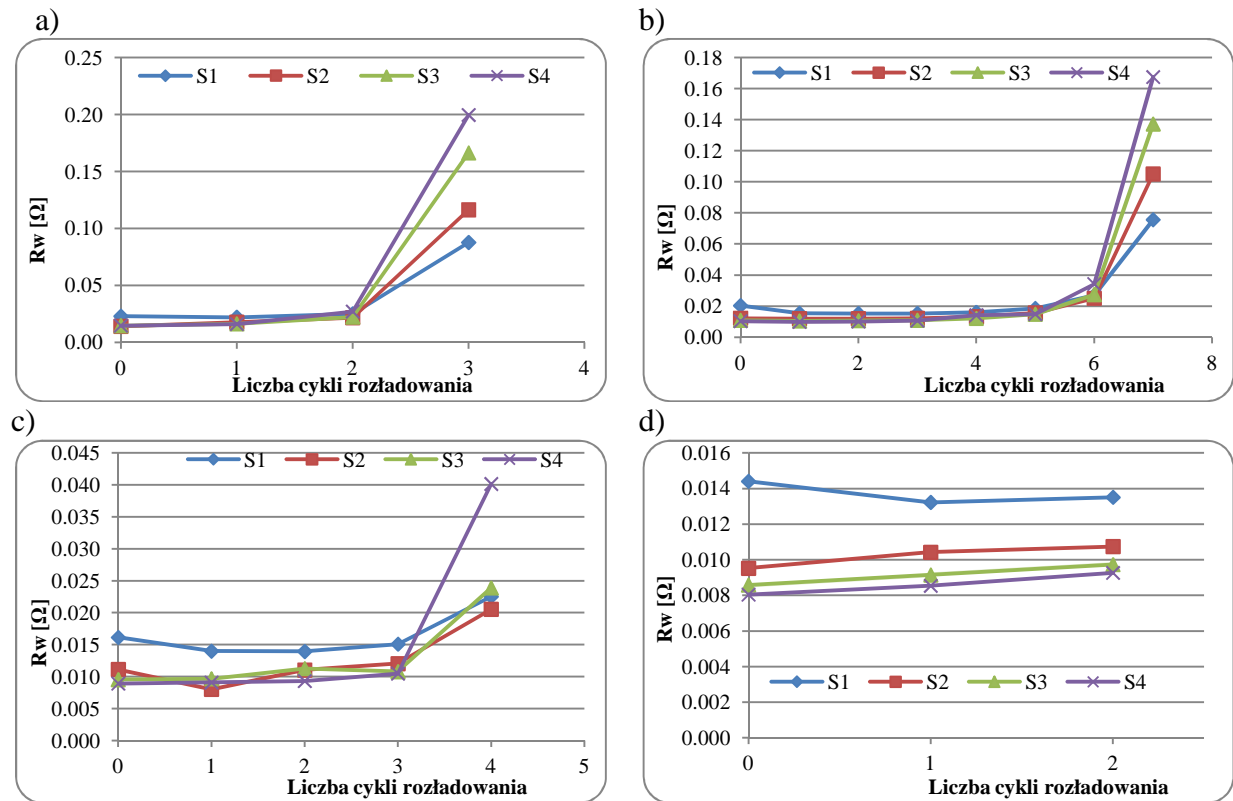 a)
0.25
0.20
0.15
0.10
0.05
0.00
Rw [Ω]
S1 S2 S3 S4
0 1 2 3 4
Liczba cykli rozładowania
b)
0.18
0.16
0.14
0.12
0.10
0.08
0.06
0.04
0.02
0.00
Rw [Ω]
S1 S2 S3 S4
0 2 4 6 8
Liczba cykli rozładowania
c)
0.045
0.040
0.035
0.030
0.025
0.020
0.015
0.010
0.005
0.000
Rw [Ω]
S1 S2 S3 S4
0 1 2 3 4 5
Liczba cykli rozładowania
d)
0.016
0.014
0.012
0.010
0.008
0.006
0.004
0.002
0.000
Rw [Ω]
S1 S2 S3 S4
0 1 2
Liczba cykli rozładowania